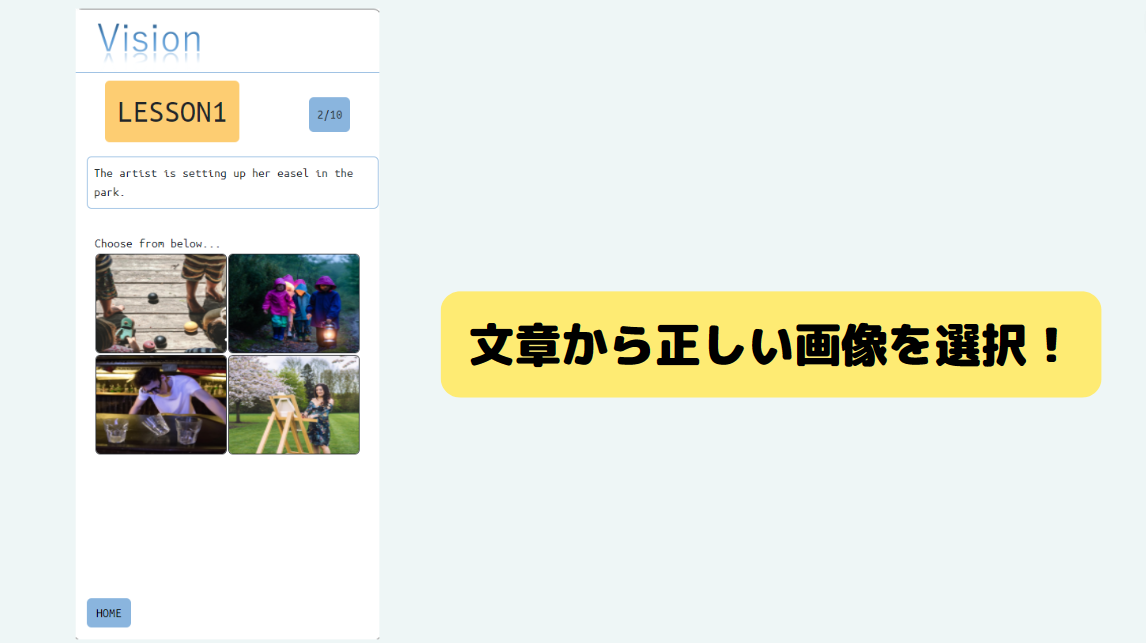 Vision
LESSON1
2/10
The artist is setting up her easel in the
park.
Choose from below...
HOME
文章から正しい画像を選択！